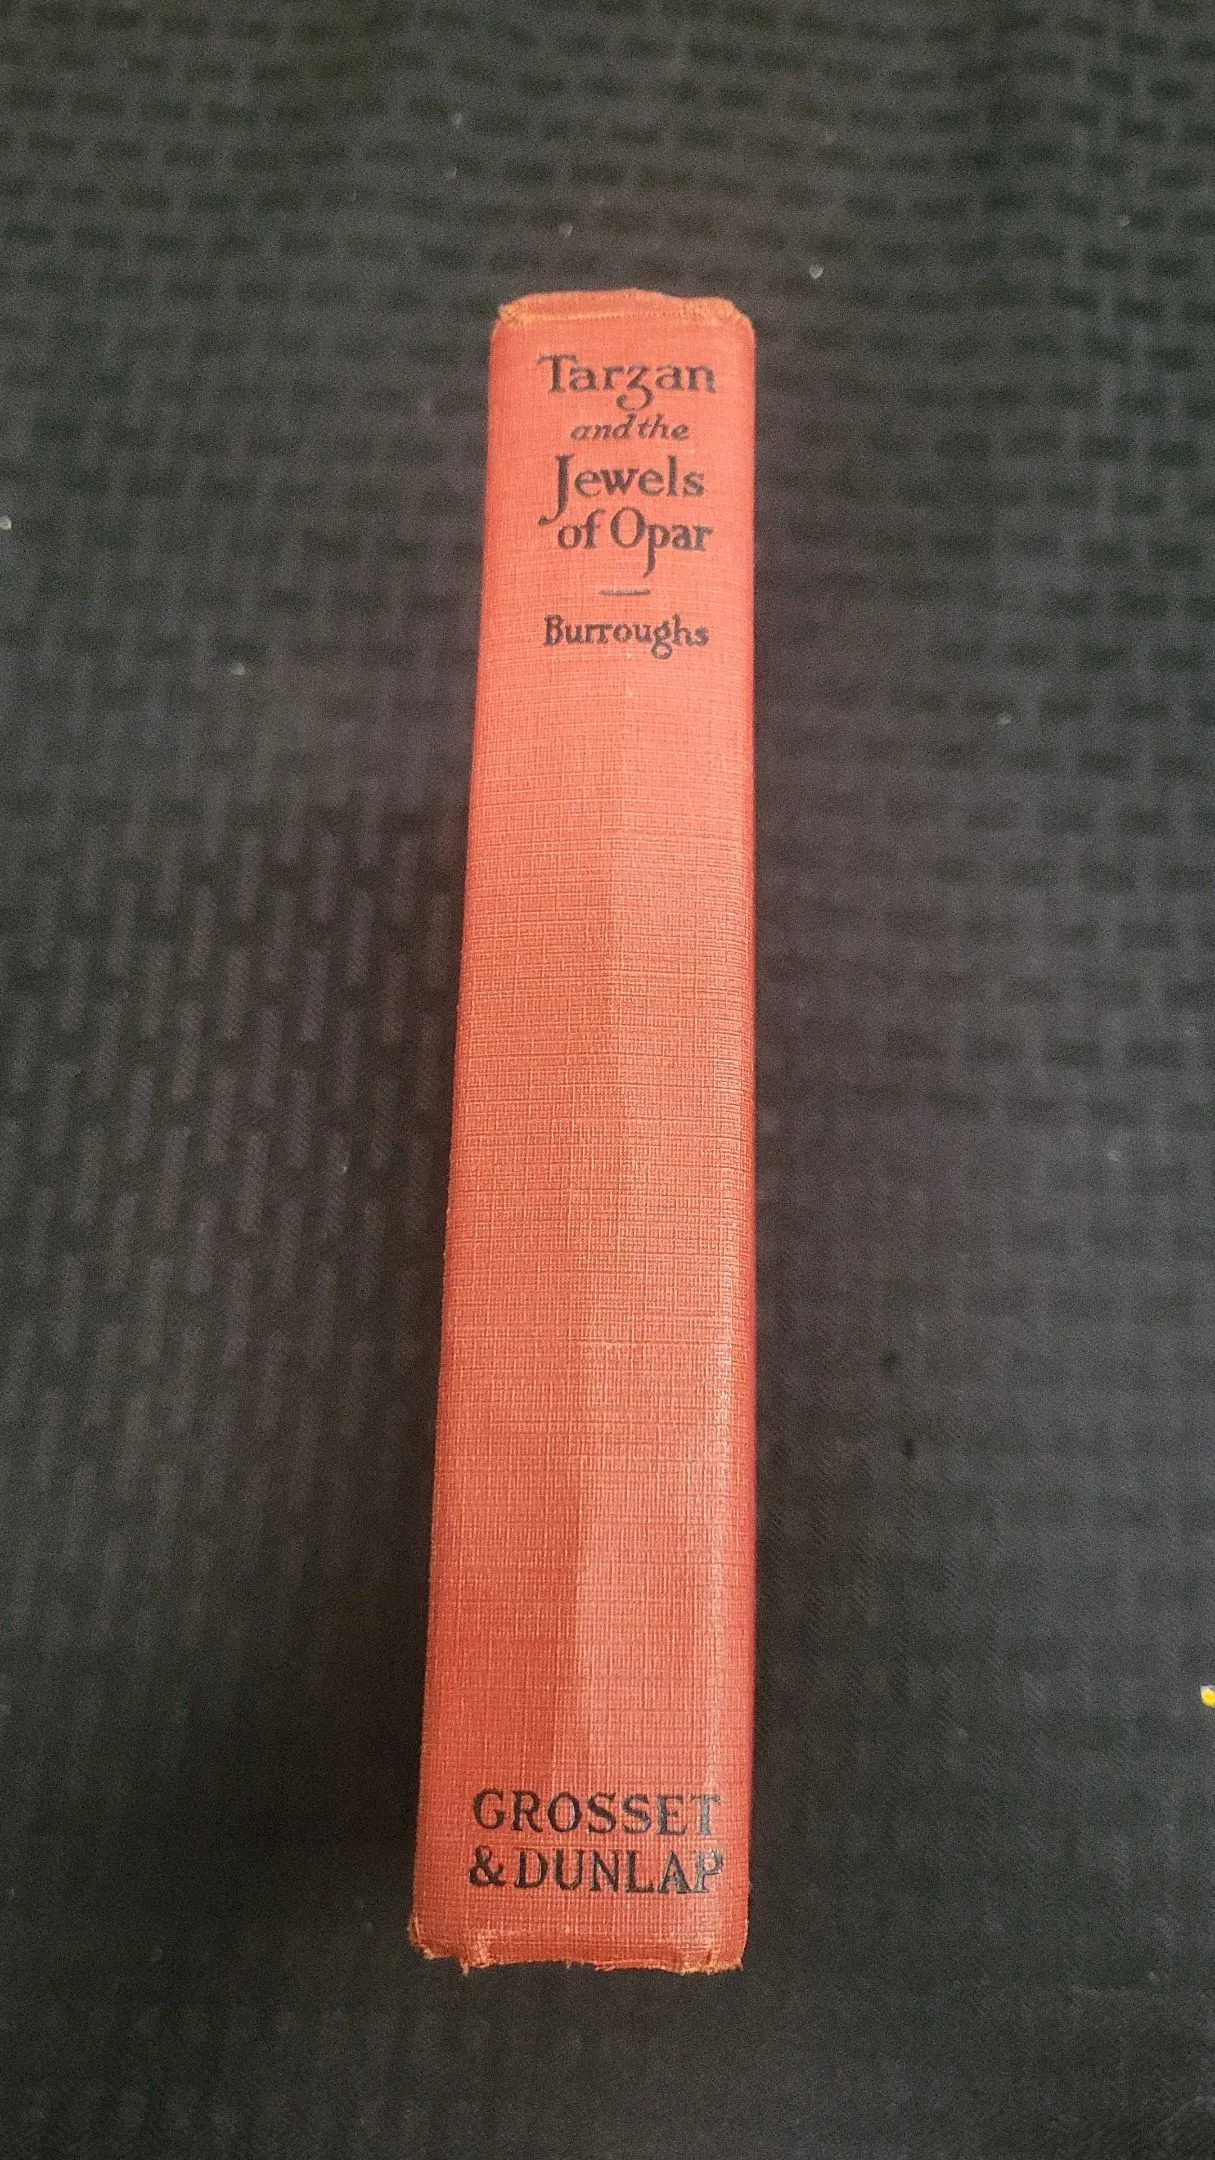 Tarzan
and the
Jewels
of Opar
Burroughs
GROSSET
& DUNLAP